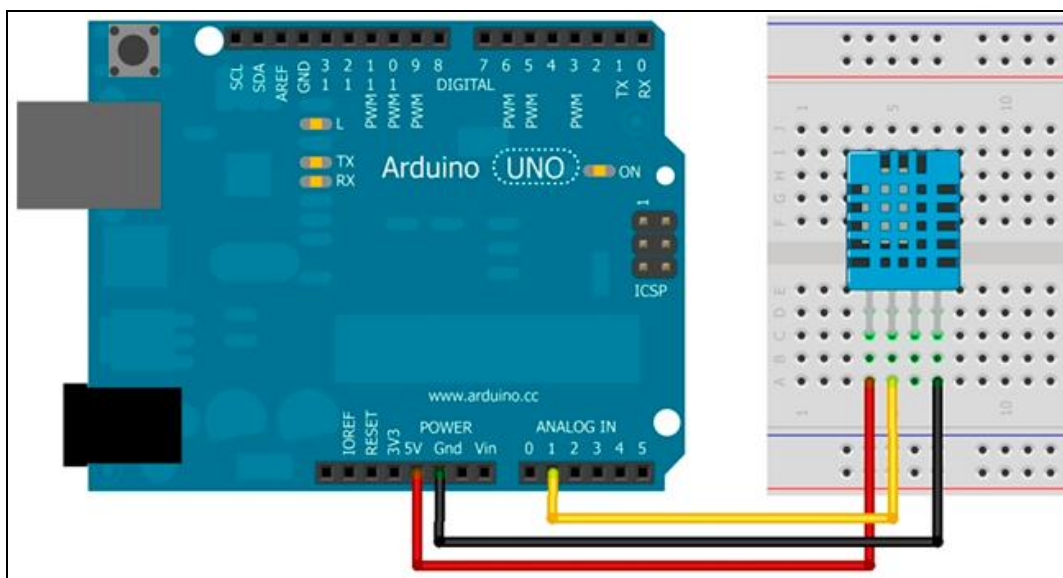 SCL
SDA
AREF
GND
13
12
PWM 11
PWM 10
PWM 9
8
DIGITAL
7
PWM 6
PWM 5
4
PWM 3
2
TX 1
RX 0
L
TX
RX
Arduino UNO
ON
1
ICSP
www.arduino.cc
POWER
ANALOG IN
IOREF
RESET
3V3
5V
Gnd
Vin
0 1 2 3 4 5
1 5 10
J
I
H
G
F
E
D
C
B
A
1 10